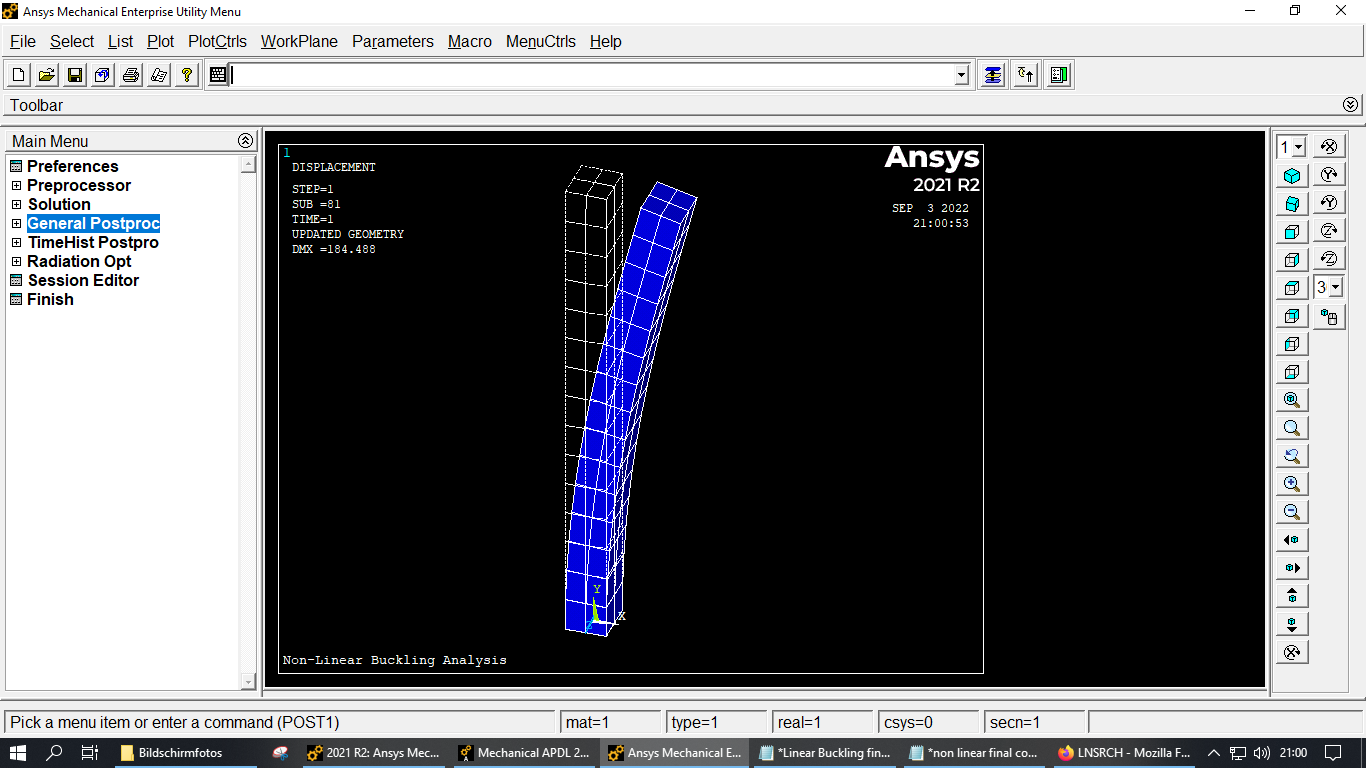 Ansys Mechanical Enterprise Utility Menu
File Select List Plot PlotCtrls WorkPlane Parameters Macro MenuCtrls Help
Toolbar
Main Menu
Preferences
Preprocessor
Solution
General Postproc
TimeHist Postpro
Radiation Opt
Session Editor
Finish
1
DISPLACEMENT
STEP=1
SUB =81
TIME=1
UPDATED GEOMETRY
DMX =184.488
Ansys
2021 R2
SEP 3 2022
21:00:53
Y
X
Z
Non-Linear Buckling Analysis
1
X
Y
Y
Z
Z
3
X
Pick a menu item or enter a command (POST1)
mat=1
type=1
real=1
csys=0
secn=1
Bildschirmfotos
2021 R2: Ansys Mec...
Mechanical APDL 2...
Ansys Mechanical E...
*Linear Buckling fin...
*non linear final co...
LNSRCH - Mozilla F...
21:00